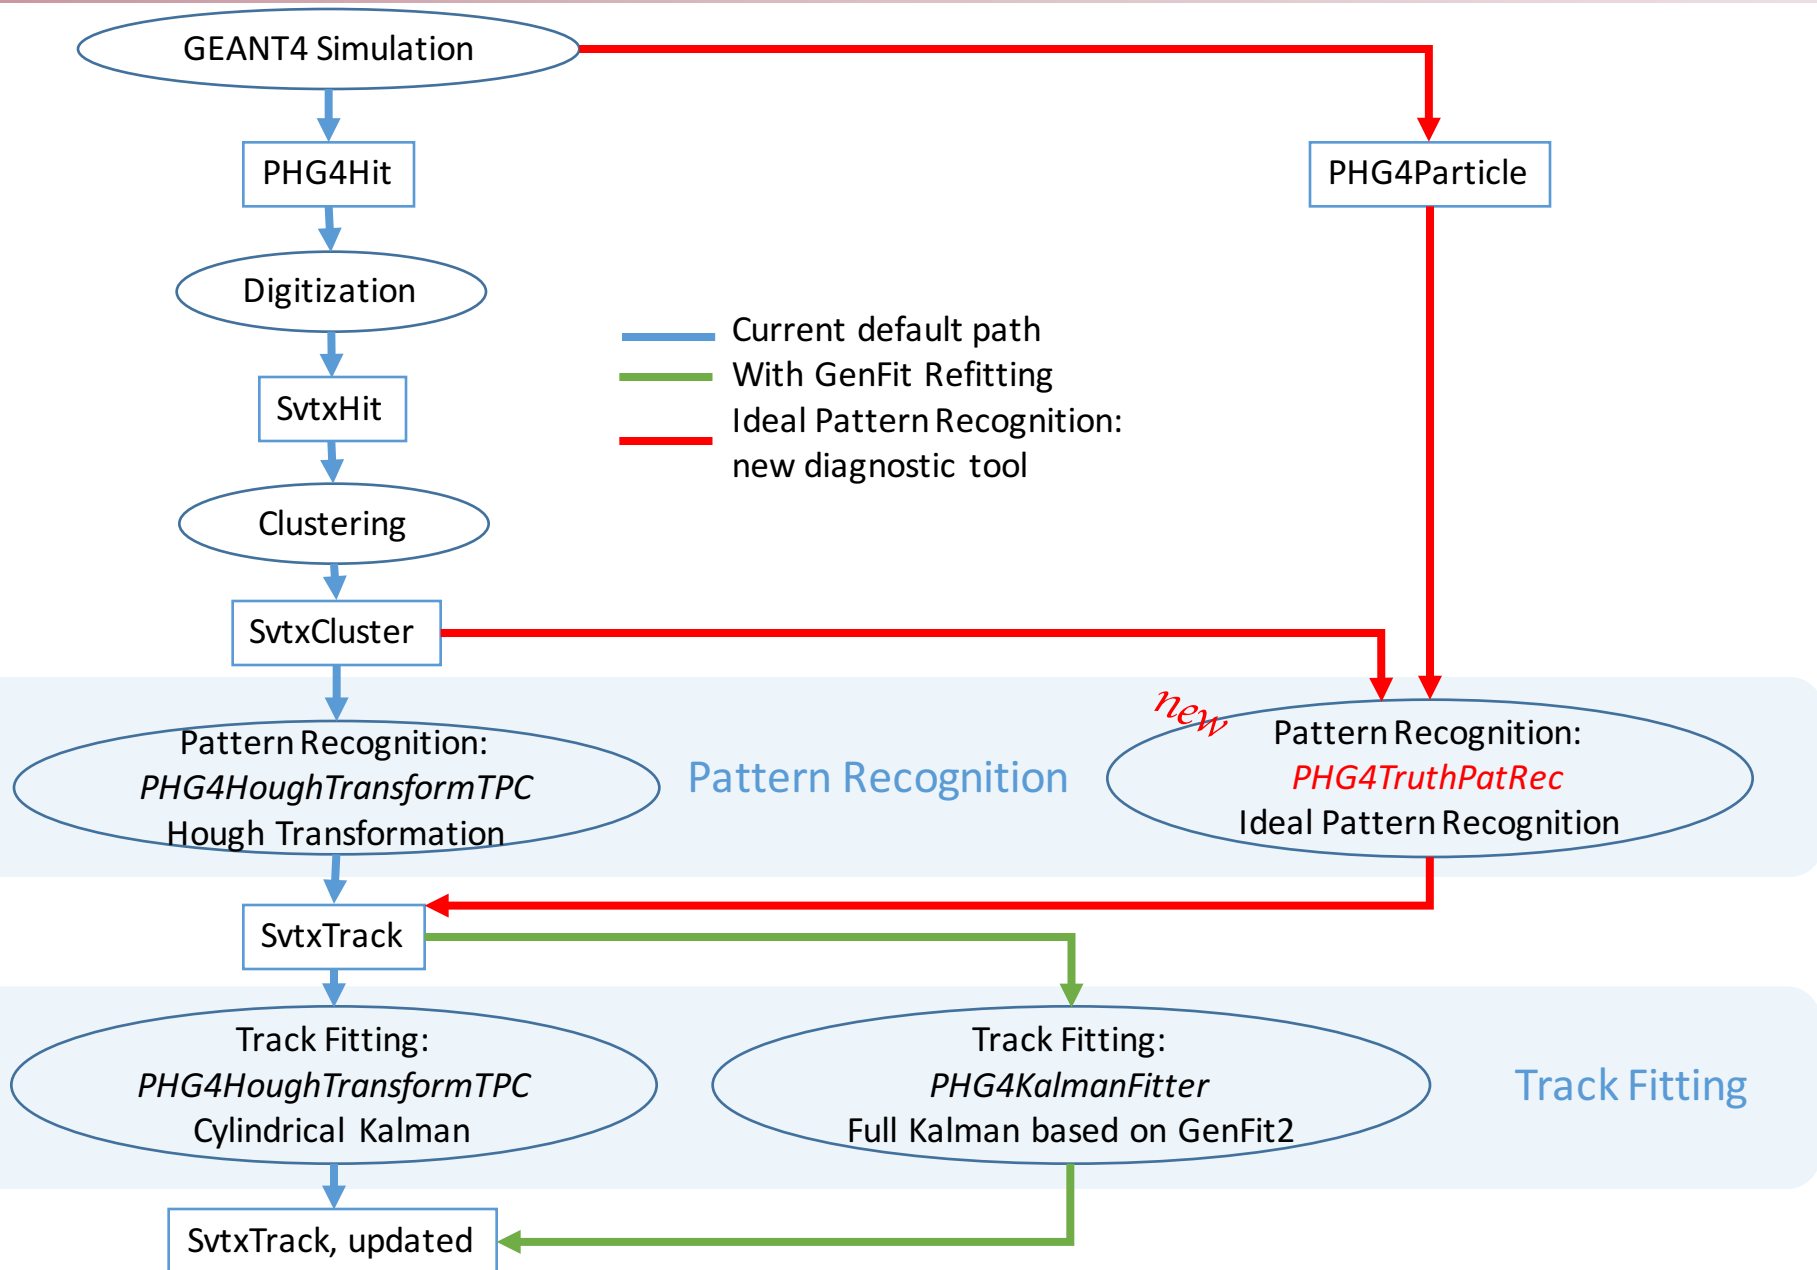 GEANT4 Simulation
PHG4Hit
PHG4Particle
Digitization
Current default path
With GenFit Refitting
Ideal Pattern Recognition:
new diagnostic tool
SvtxHit
Clustering
SvtxCluster
new
Pattern Recognition:
PHG4HoughTransformTPC
Hough Transformation
Pattern Recognition
Pattern Recognition:
PHG4TruthPatRec
Ideal Pattern Recognition
SvtxTrack
Track Fitting:
PHG4HoughTransformTPC
Cylindrical Kalman
Track Fitting:
PHG4KalmanFitter
Full Kalman based on GenFit2
Track Fitting
SvtxTrack, updated